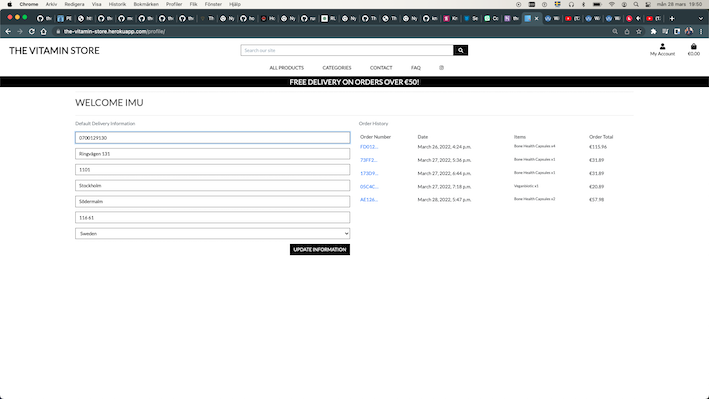 Chrome Arkiv Redigera Visa Historik Bokmärken Profiler Flik Fönster Hjälp
mån 28 mars 19:50
the-vitamin-store.herokuapp.com/profile/
THE VITAMIN STORE
Search our site
My Account
€0.00
ALL PRODUCTS CATEGORIES CONTACT FAQ
FREE DELIVERY ON ORDERS OVER €50!
WELCOME IMU
Default Delivery Information
0700129530
Ringvägen 131
1101
Stockholm
Södermalm
116 61
Sweden
UPDATE INFORMATION
Order History
Order Number Date Items Order Total
FD012... March 26, 2022, 4:24 p.m. Bone Health Capsules x4 €115.96
73FF2... March 27, 2022, 5:36 p.m. Bone Health Capsules x1 €31.89
173D9... March 27, 2022, 6:44 p.m. Bone Health Capsules x1 €31.89
05C4C... March 27, 2022, 7:18 p.m. Veganbiotic x1 €20.89
AE126... March 28, 2022, 5:47 p.m. Bone Health Capsules x2 €57.98